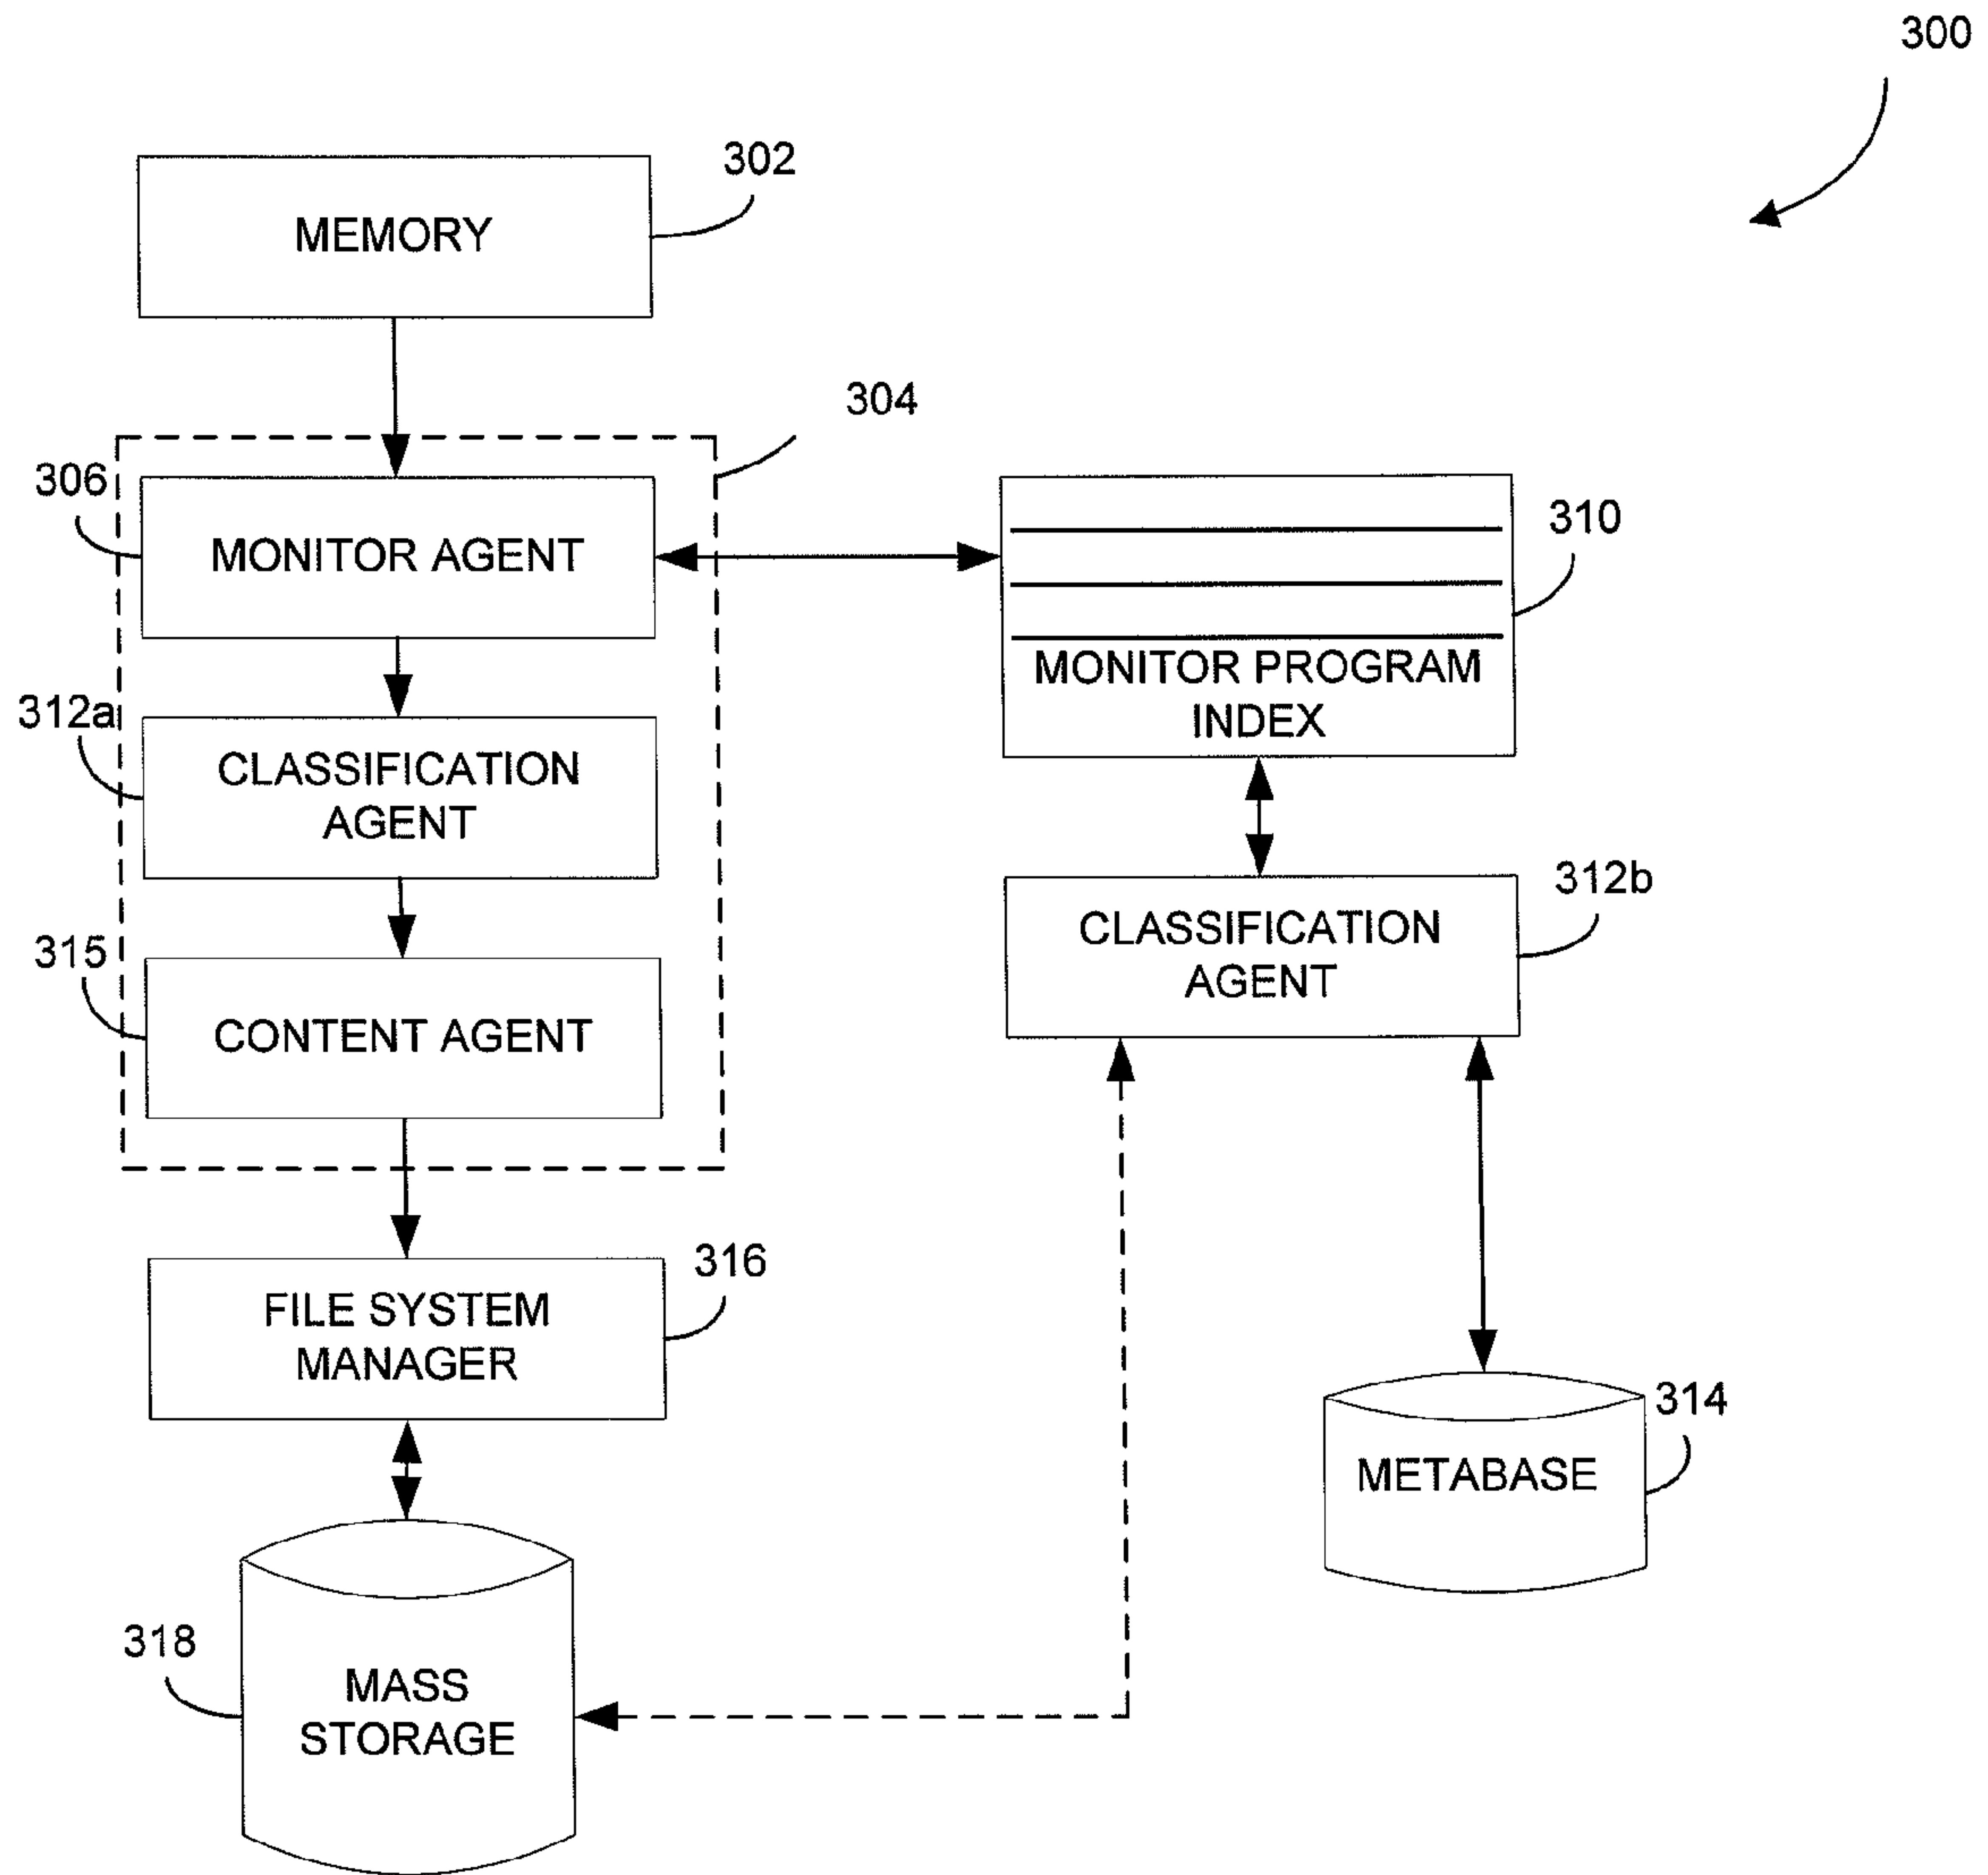 300
302
MEMORY
304
306
MONITOR AGENT
310
MONITOR PROGRAM
INDEX
312a
CLASSIFICATION
AGENT
312b
CLASSIFICATION
AGENT
315
CONTENT AGENT
316
FILE SYSTEM
MANAGER
314
METABASE
318
MASS
STORAGE